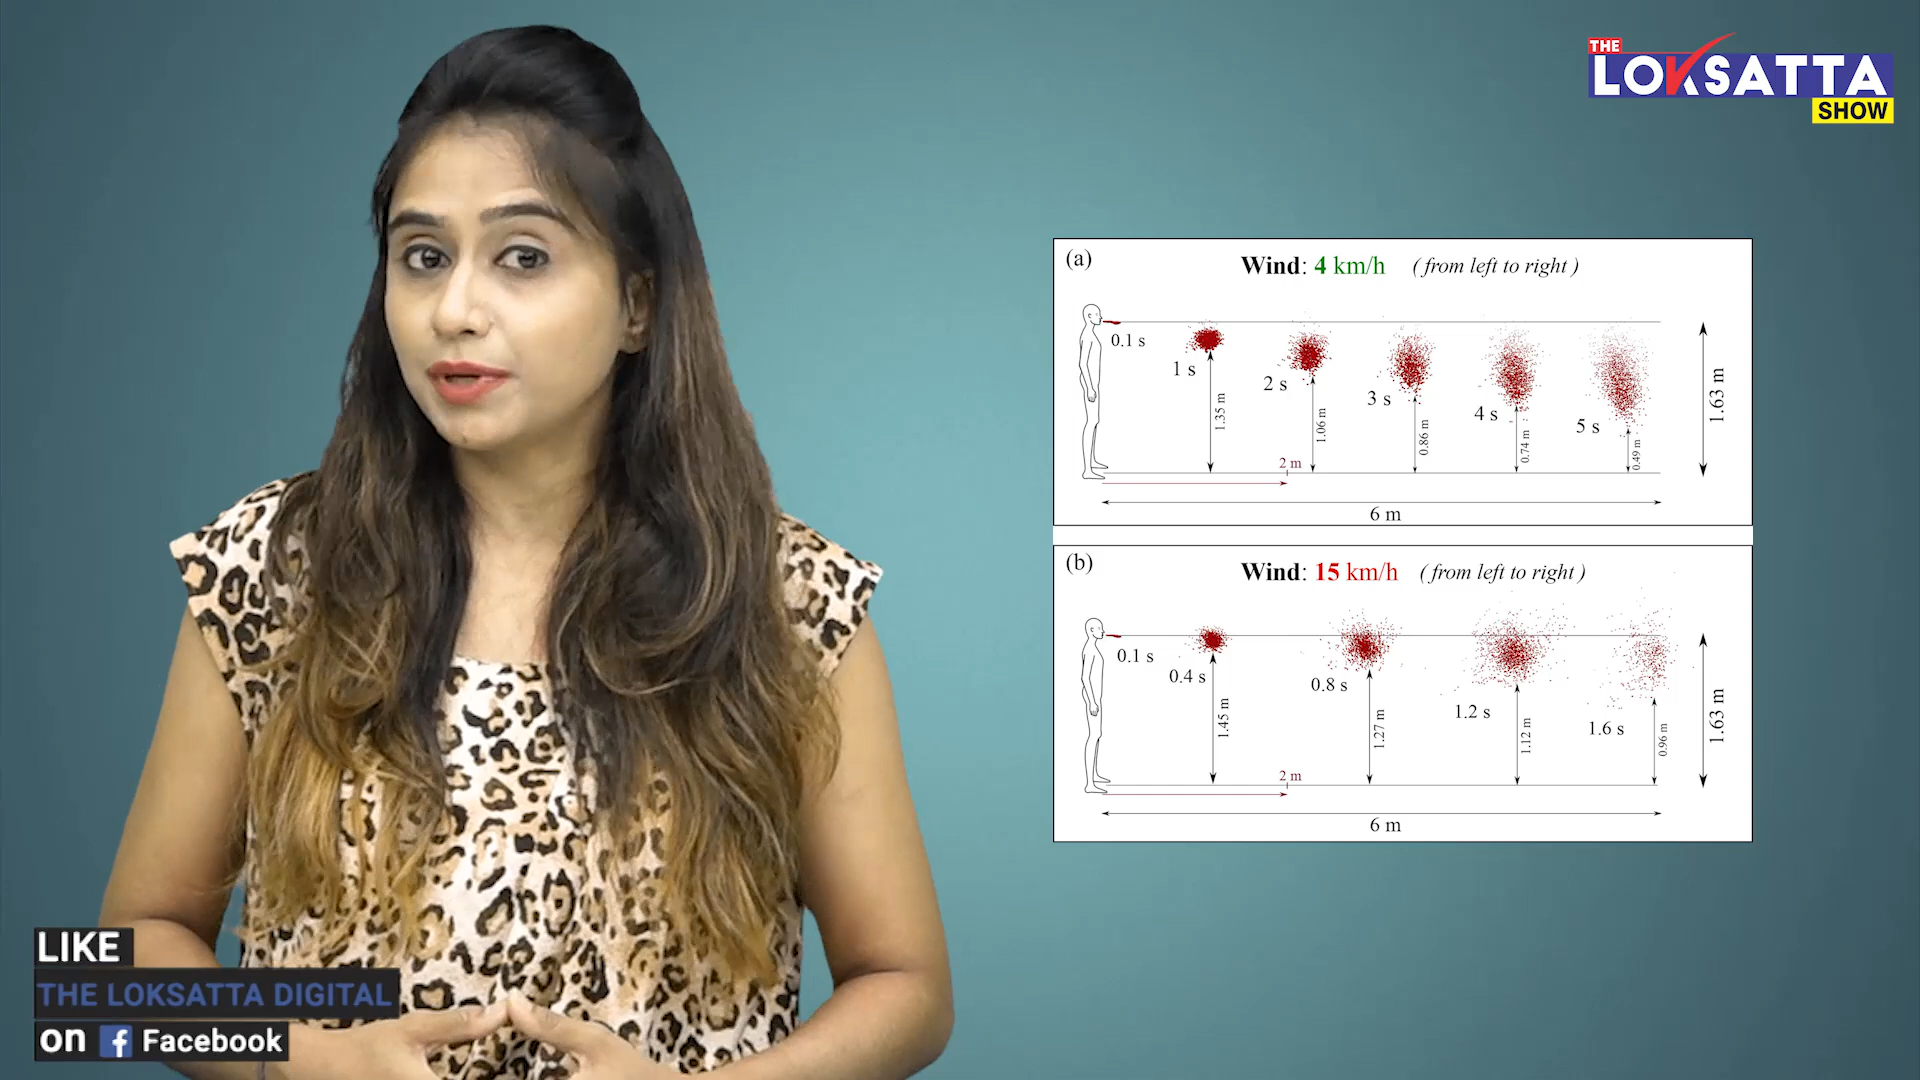 THE
LOKSATTA
SHOW
(a)
Wind: 4 km/h (from left to right)
0.1 s
1 s
2 s
3 s
4 s
5 s
1.35 m
1.06 m
0.86 m
0.74 m
0.49 m
1.63 m
2 m
6 m
(b)
Wind: 15 km/h (from left to right)
0.1 s
0.4 s
0.8 s
1.2 s
1.6 s
1.45 m
1.27 m
1.12 m
0.96 m
1.63 m
2 m
6 m
LIKE
THE LOKSATTA DIGITAL
on f Facebook